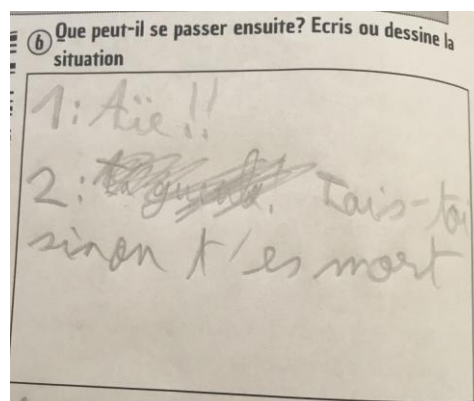 6 Que peut-il se passer ensuite? Ecris ou dessine la
situation
1: Aïe!!
2: Tais-toi
sinon t'es mort